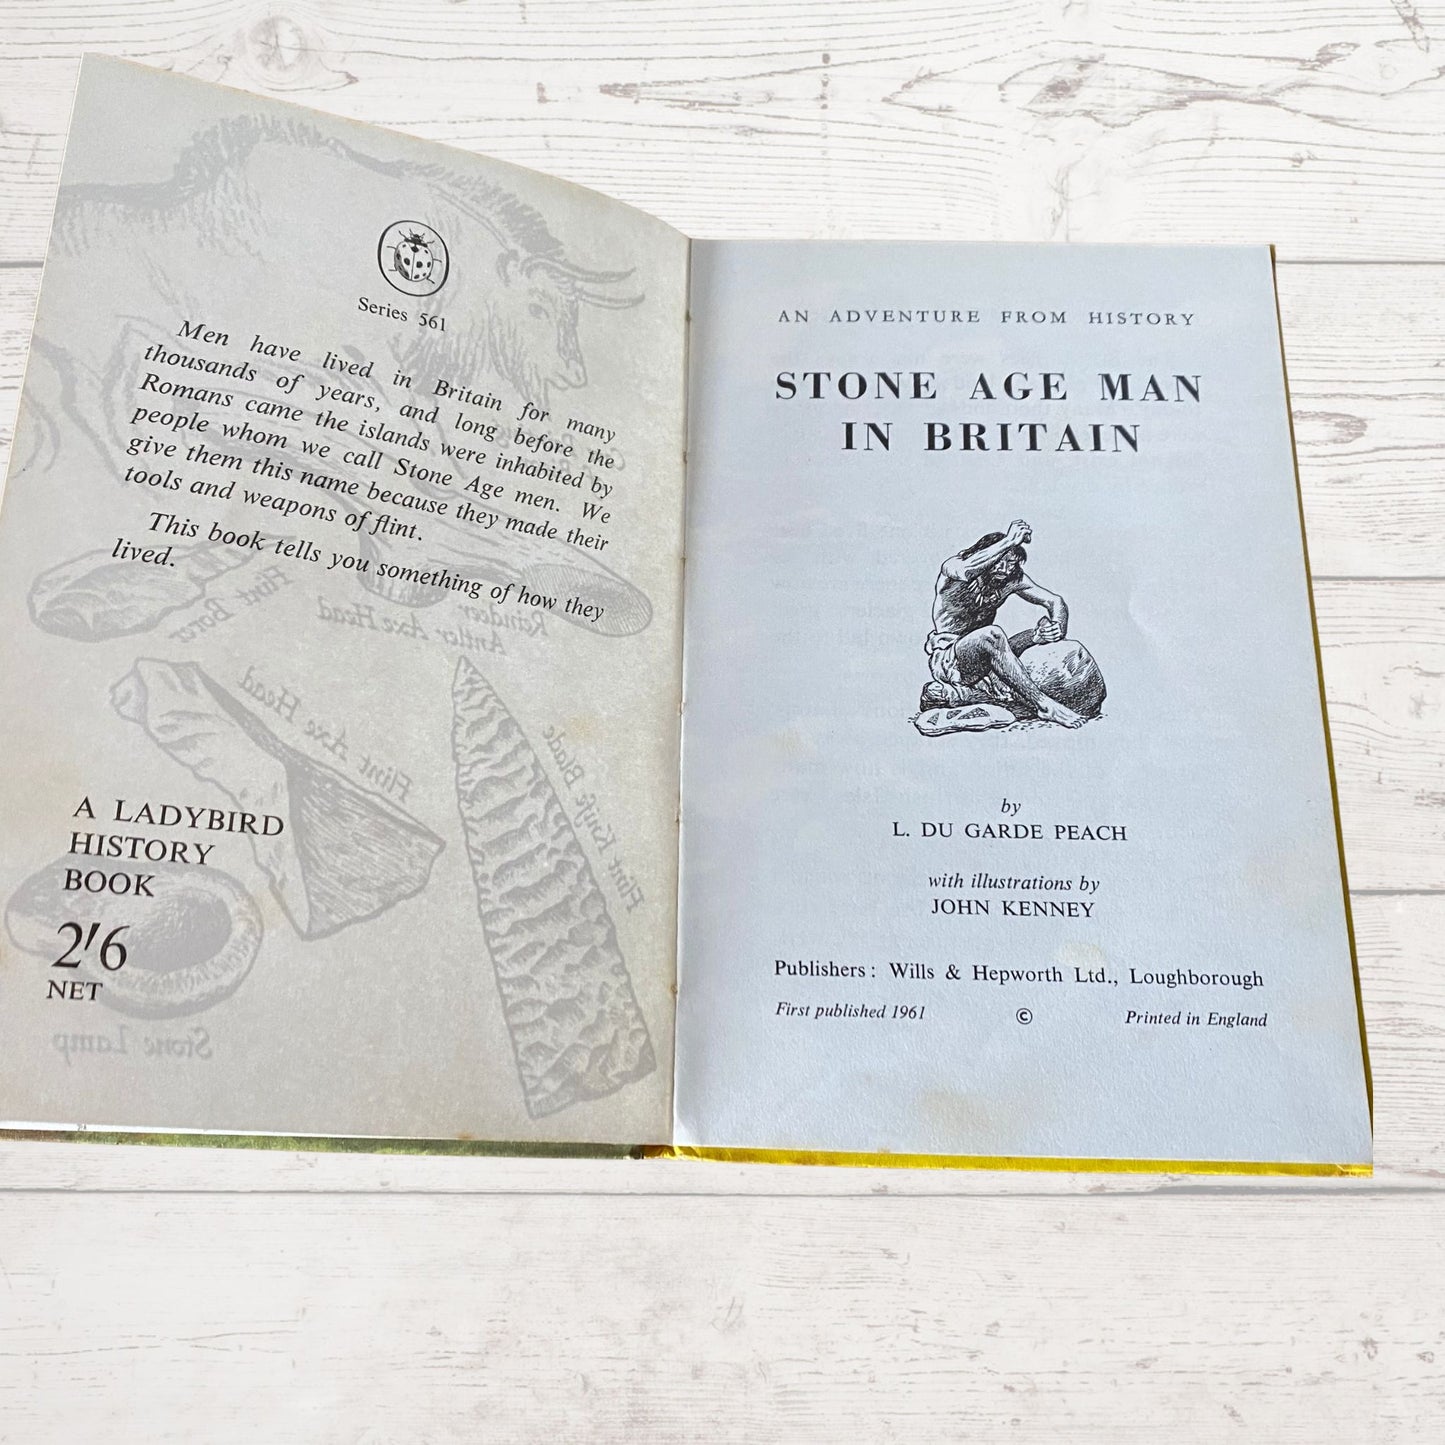 Series 561
Men have lived in Britain for many
thousands of years, and long before the
Romans came the islands were inhabited by
people whom we call Stone Age men. We
give them this name because they made their
tools and weapons of flint.
This book tells you something of how they
lived.
Flint Borer
Reindeer
Antler Axe Head
Flint Axe Head
Flint Knife Blade
A LADYBIRD
HISTORY
BOOK
2'6
NET
Stone Lamp
AN ADVENTURE FROM HISTORY
STONE AGE MAN
IN BRITAIN
by
L. DU GARDE PEACH
with illustrations by
JOHN KENNEY
Publishers: Wills & Hepworth Ltd., Loughborough
First published 1961 © Printed in England